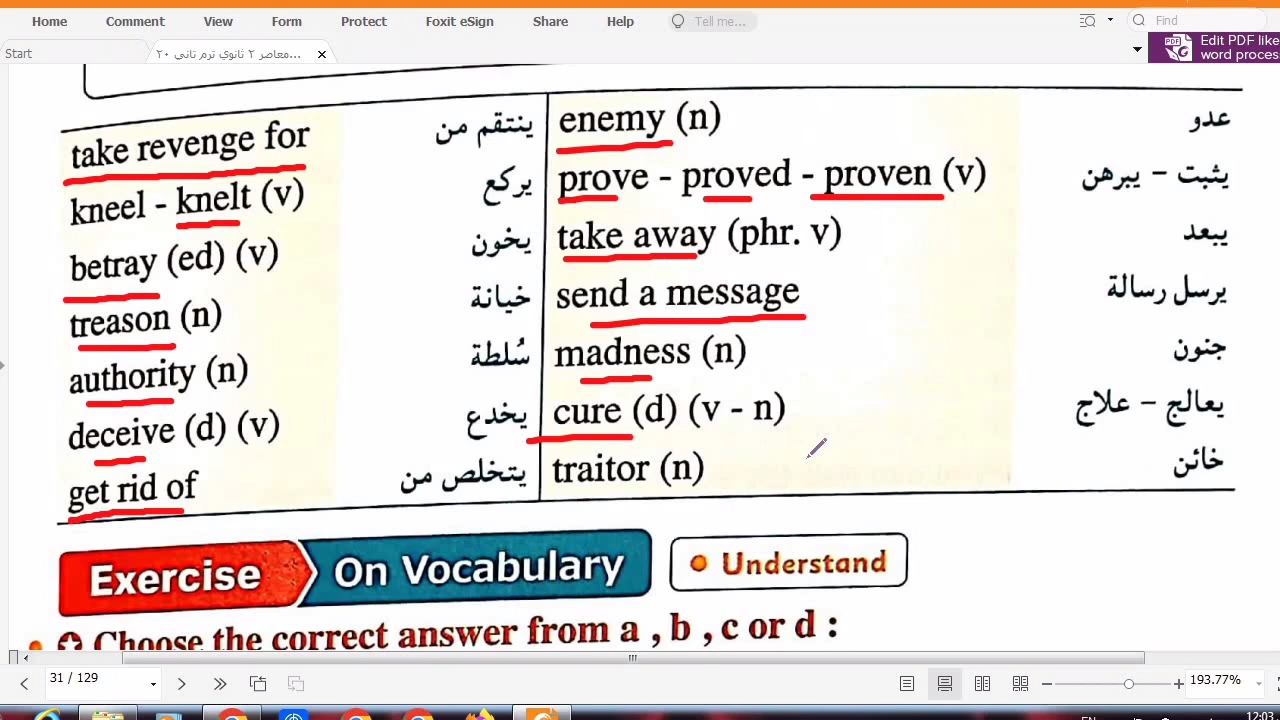 Home Comment View Form Protect Foxit eSign Share Help Tell me... Find
Start معاصر ٢ ثانوي ترم تاني ٢٠... Edit PDF like
word proces
take revenge for ينتقم من enemy (n) عدو
kneel - knelt (v) يركع prove - proved - proven (v) يثبت – يبرهن
betray (ed) (v) يخون take away (phr. v) يبعد
treason (n) خيانة send a message يرسل رسالة
authority (n) سُلطة madness (n) جنون
deceive (d) (v) يخدع cure (d) (v - n) يعالج – علاج
get rid of يتخلص من traitor (n) خائن
Exercise On Vocabulary Understand
Choose the correct answer from a , b , c or d :
31 / 129 193.77%
EN 12:03